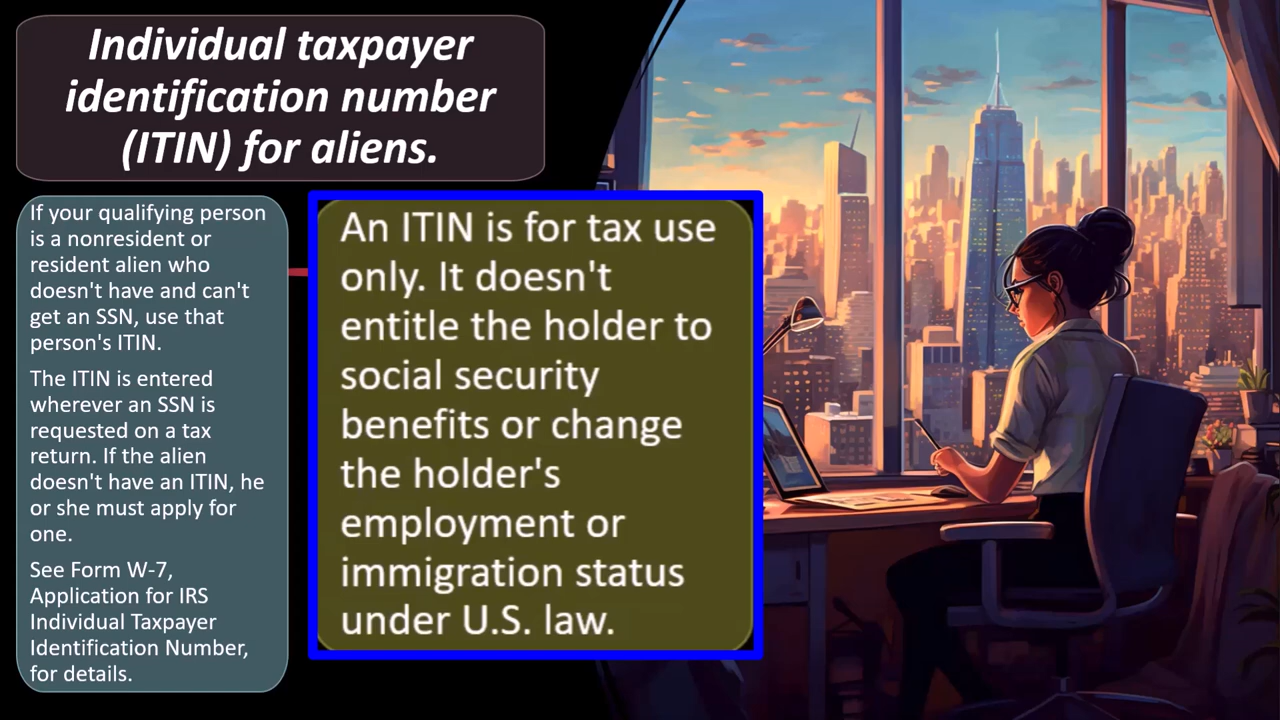 Individual taxpayer
identification number
(ITIN) for aliens.
If your qualifying person
is a nonresident or
resident alien who
doesn't have and can't
get an SSN, use that
person's ITIN.
The ITIN is entered
wherever an SSN is
requested on a tax
return. If the alien
doesn't have an ITIN, he
or she must apply for
one.
See Form W-7,
Application for IRS
Individual Taxpayer
Identification Number,
for details.
An ITIN is for tax use
only. It doesn't
entitle the holder to
social security
benefits or change
the holder's
employment or
immigration status
under U.S. law.